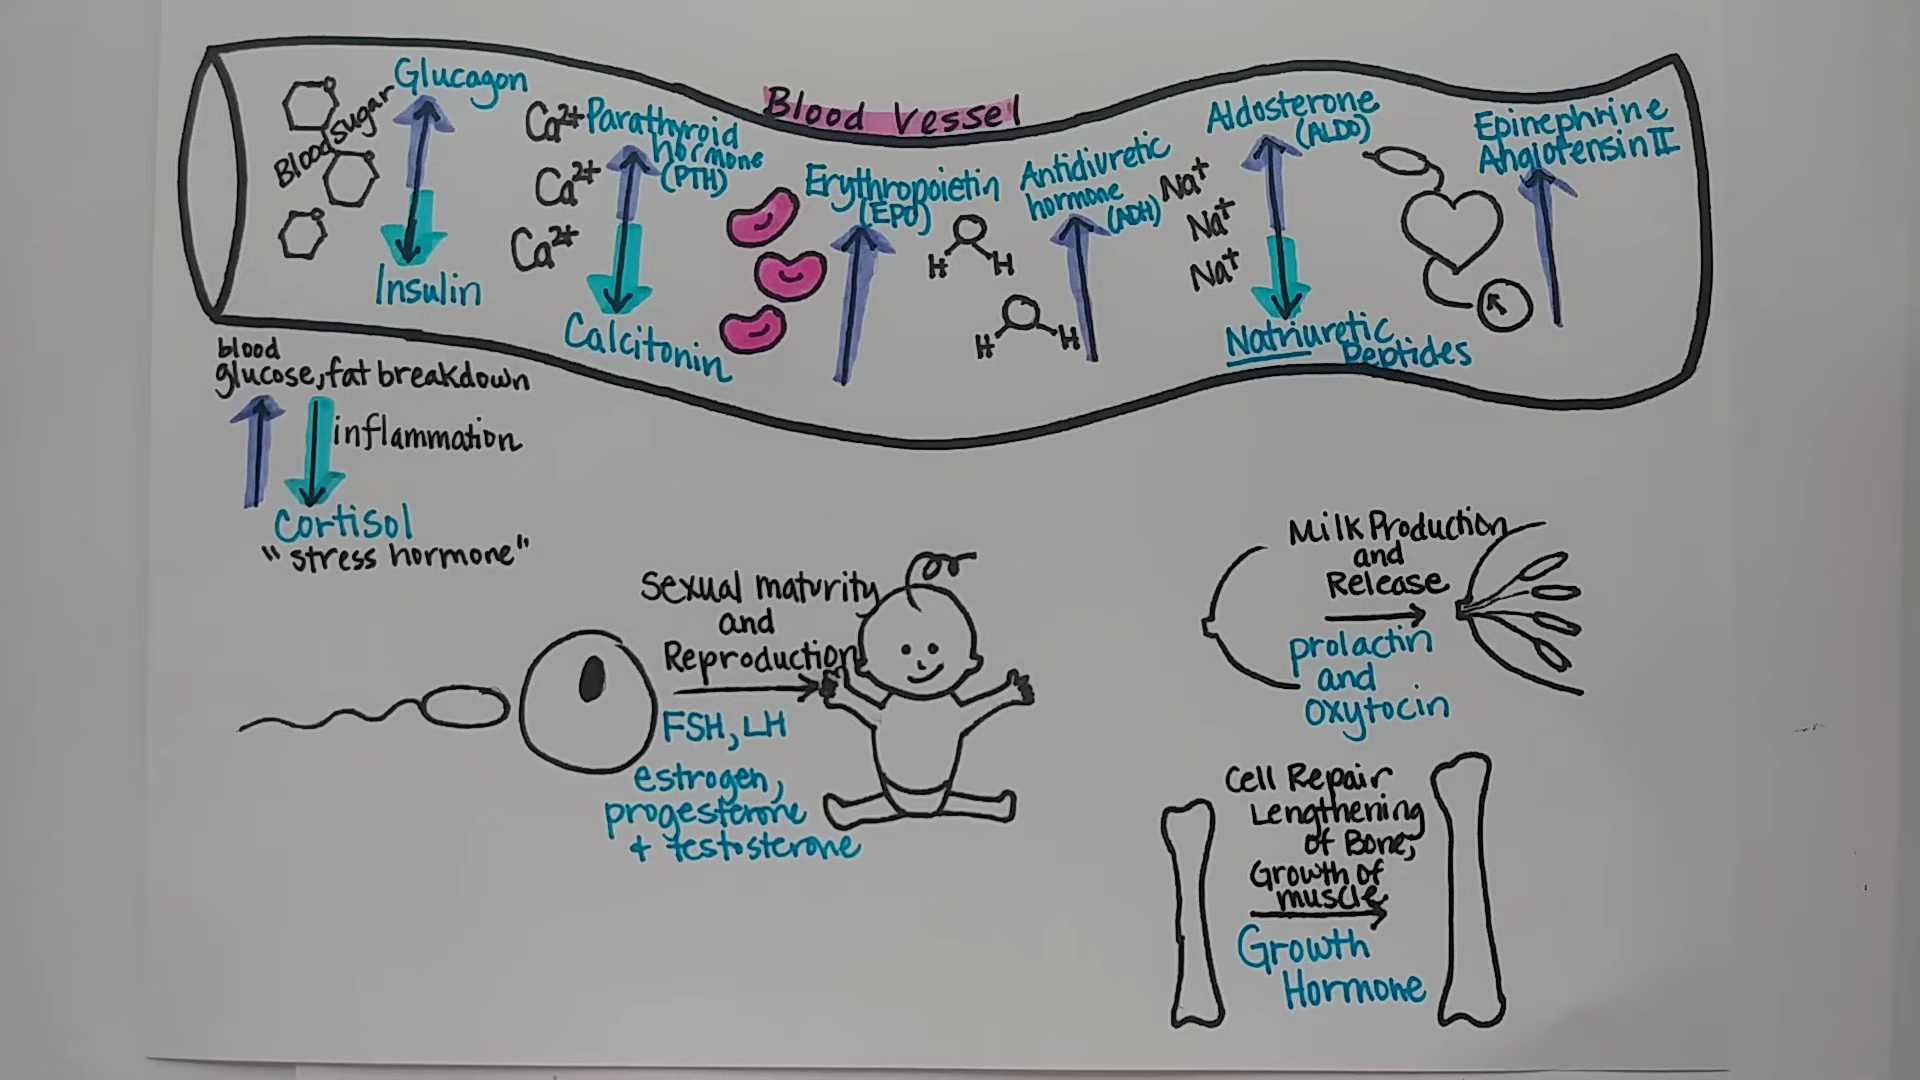 Blood Vessel
Glucagon
Blood Sugar
Insulin
Ca2+
Ca2+
Ca2+
Parathyroid
hormone
(PTH)
Calcitonin
Erythropoietin
(EPO)
H H
H H
Antidiuretic
hormone
(ADH)
Aldosterone
(ALDO)
Na+
Na+
Na+
Natriuretic
Peptides
Epinephrine
Angiotensin II
blood
glucose, fat breakdown
inflammation
Cortisol
"stress hormone"
Sexual maturity
and
Reproduction
FSH, LH
estrogen,
progesterone
+ testosterone
Milk Production
and
Release
prolactin
and
oxytocin
Cell Repair
Lengthening
of Bone,
Growth of
muscle
Growth
Hormone